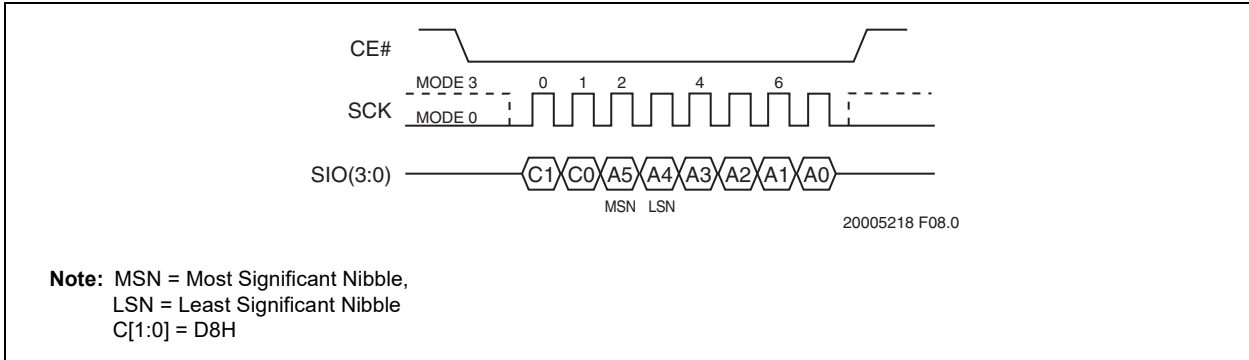 CE#
MODE 3 0 1 2 4 6
SCK
MODE 0
SIO(3:0) C1 C0 A5 A4 A3 A2 A1 A0
MSN LSN
20005218 F08.0
Note: MSN = Most Significant Nibble,
LSN = Least Significant Nibble
C[1:0] = D8H